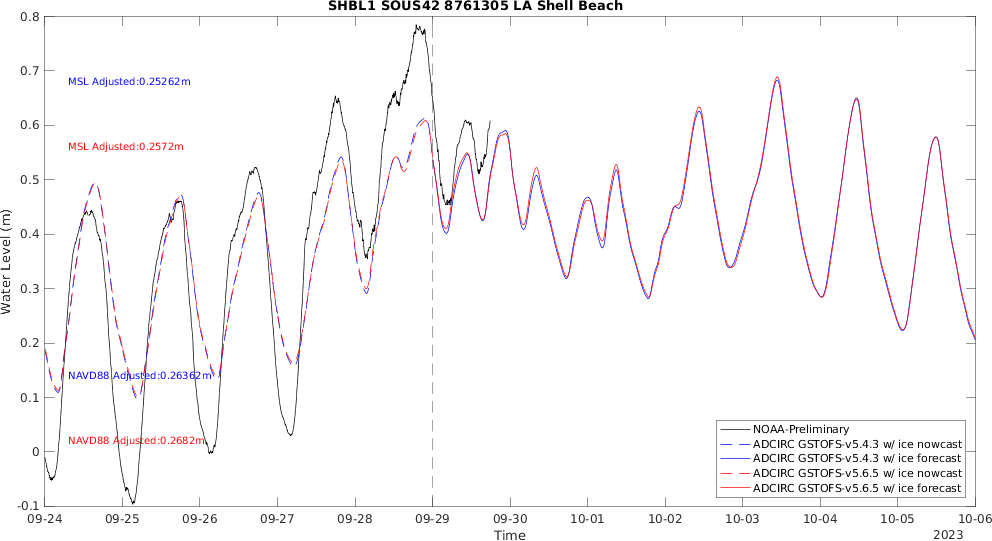 SHBL1 SOUS42 8761305 LA Shell Beach
0.8
0.7
0.6
0.5
0.4
0.3
0.2
0.1
0
-0.1
Water Level (m)
MSL Adjusted:0.25262m
MSL Adjusted:0.2572m
NAVD88 Adjusted:0.26362m
NAVD88 Adjusted:0.2682m
NOAA-Preliminary
ADCIRC GSTOFS-v5.4.3 w/ ice nowcast
ADCIRC GSTOFS-v5.4.3 w/ ice forecast
ADCIRC GSTOFS-v5.6.5 w/ ice nowcast
ADCIRC GSTOFS-v5.6.5 w/ ice forecast
09-24 09-25 09-26 09-27 09-28 09-29 09-30 10-01 10-02 10-03 10-04 10-05 10-06
Time
2023